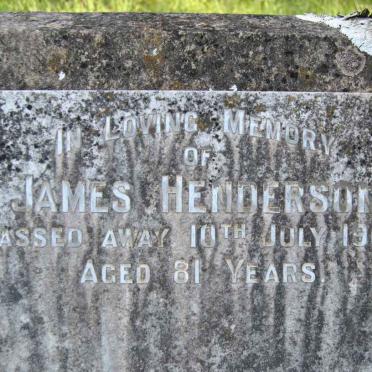 In Loving Memory
of
James Henderson
assed away 10th July 19
Aged 81 Years.